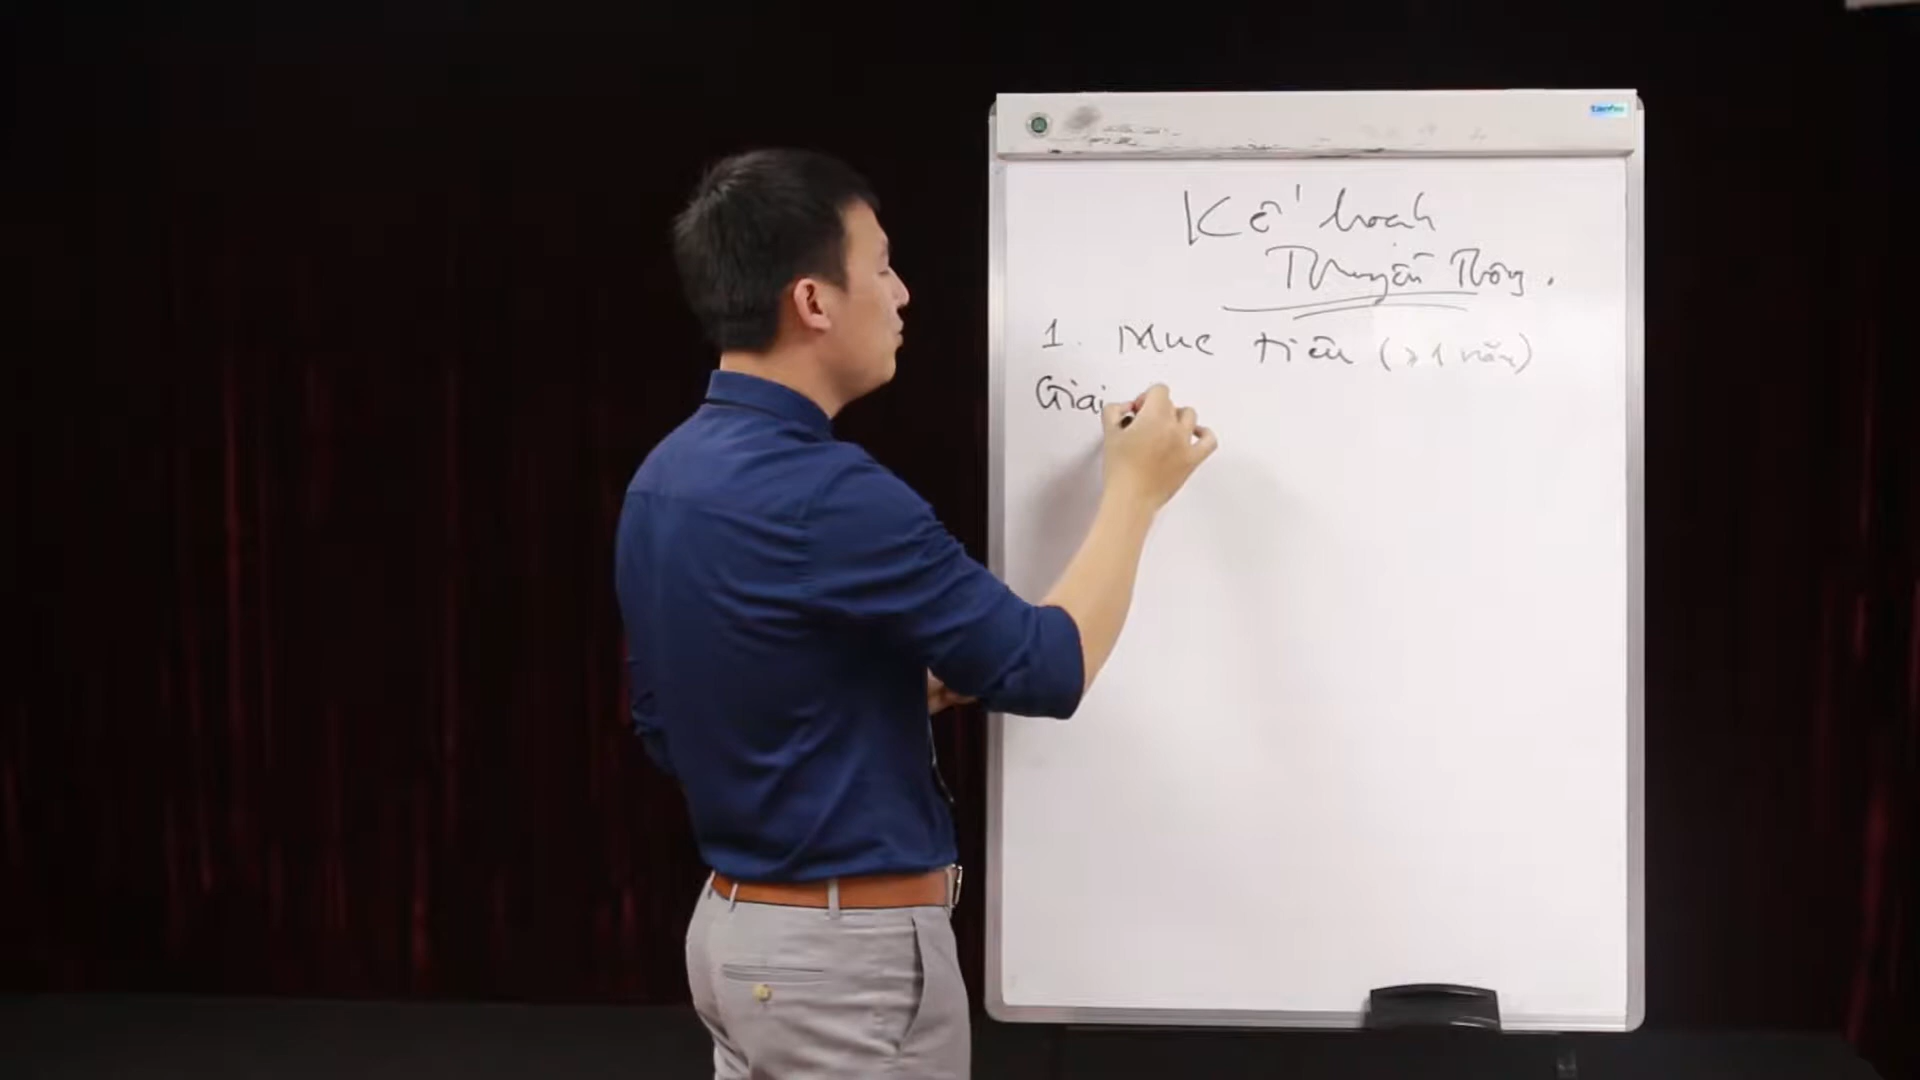 Kế hoạch
Truyền Thông.
1. Mục tiêu (≥1 năm)
Giai